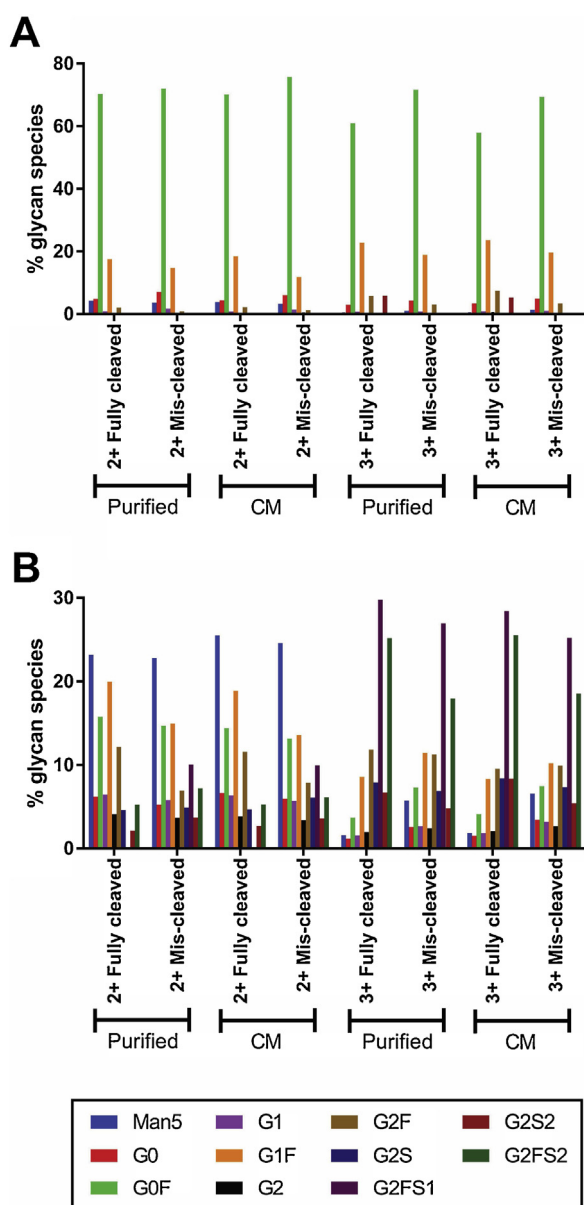 A
% glycan species
80
60
40
20
0
2+ Fully cleaved
2+ Mis-cleaved
2+ Fully cleaved
2+ Mis-cleaved
3+ Fully cleaved
3+ Mis-cleaved
3+ Fully cleaved
3+ Mis-cleaved
Purified
CM
Purified
CM
B
% glycan species
30
20
10
0
2+ Fully cleaved
2+ Mis-cleaved
2+ Fully cleaved
2+ Mis-cleaved
3+ Fully cleaved
3+ Mis-cleaved
3+ Fully cleaved
3+ Mis-cleaved
Purified
CM
Purified
CM
Man5
G1
G2F
G2S2
G0
G1F
G2S
G2FS2
G0F
G2
G2FS1